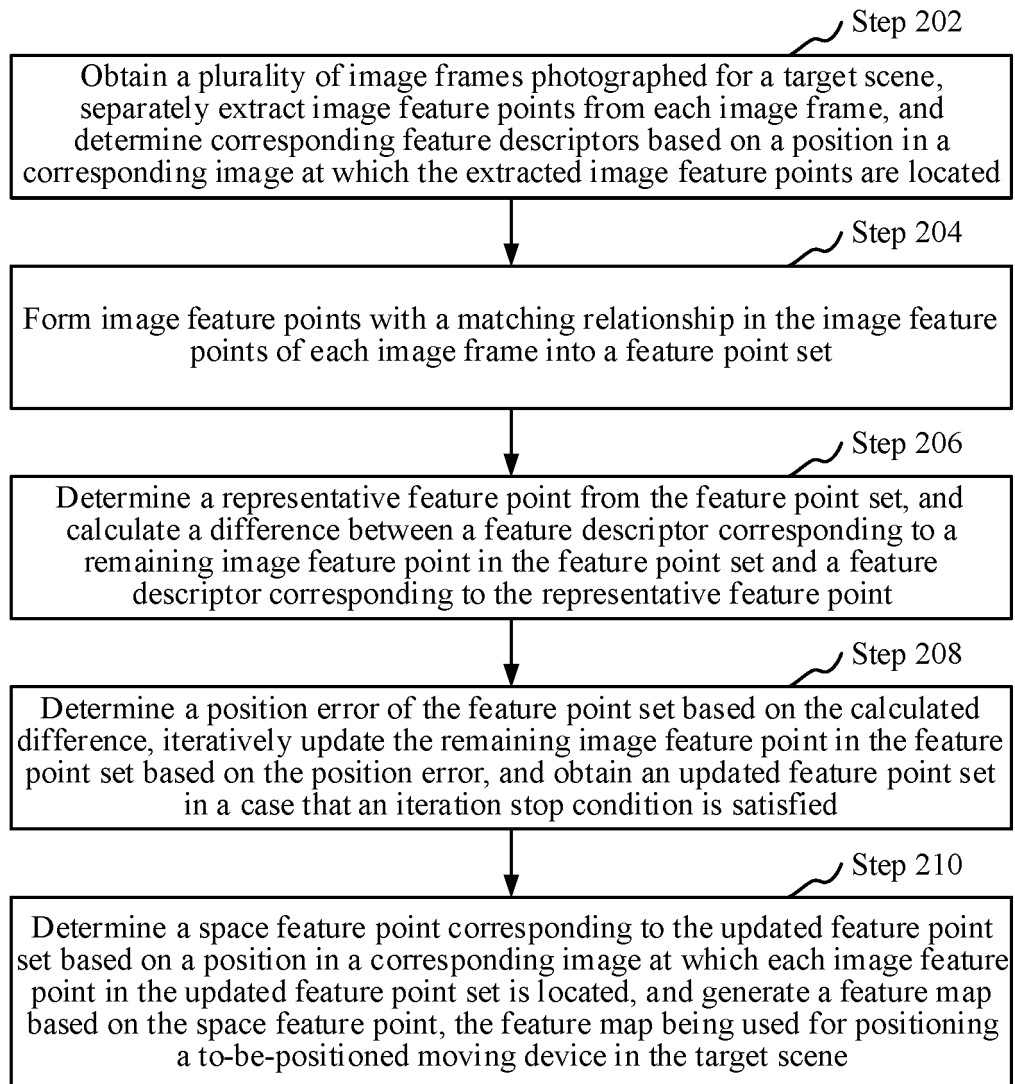 Step 202
Obtain a plurality of image frames photographed for a target scene,
separately extract image feature points from each image frame, and
determine corresponding feature descriptors based on a position in a
corresponding image at which the extracted image feature points are located
Step 204
Form image feature points with a matching relationship in the image feature
points of each image frame into a feature point set
Step 206
Determine a representative feature point from the feature point set, and
calculate a difference between a feature descriptor corresponding to a
remaining image feature point in the feature point set and a feature
descriptor corresponding to the representative feature point
Step 208
Determine a position error of the feature point set based on the calculated
difference, iteratively update the remaining image feature point in the feature
point set based on the position error, and obtain an updated feature point set
in a case that an iteration stop condition is satisfied
Step 210
Determine a space feature point corresponding to the updated feature point
set based on a position in a corresponding image at which each image feature
point in the updated feature point set is located, and generate a feature map
based on the space feature point, the feature map being used for positioning
a to-be-positioned moving device in the target scene